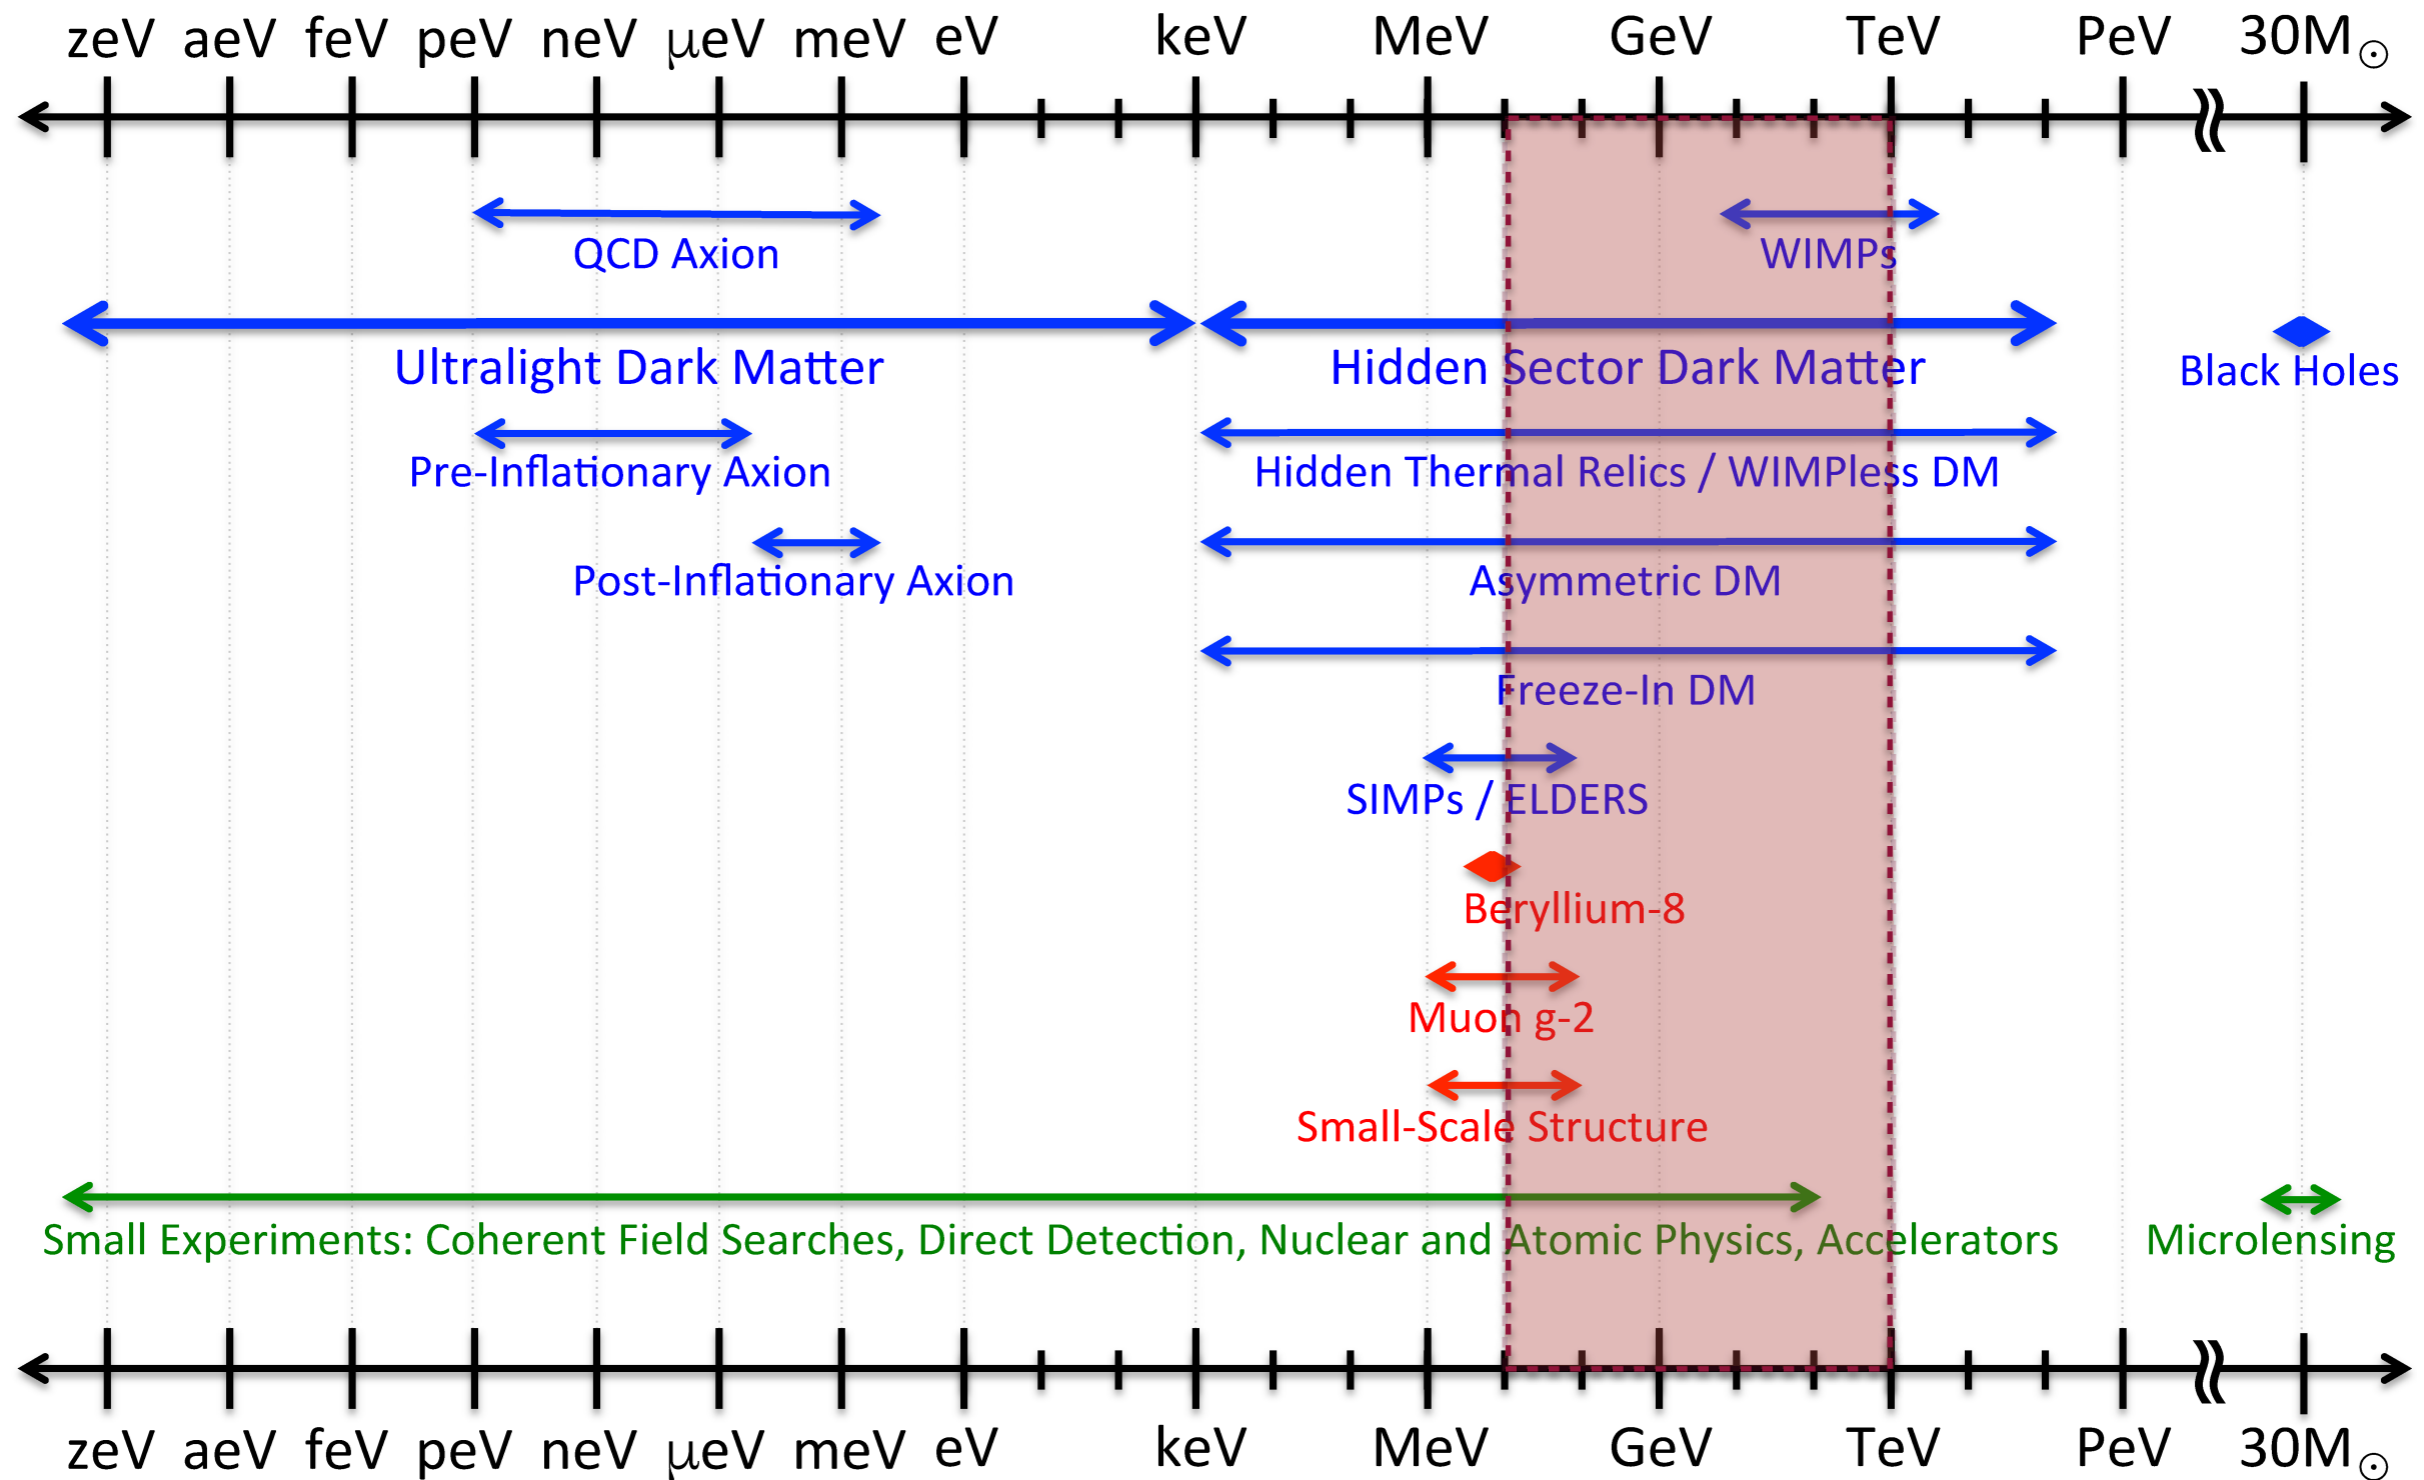 zeV aeV feV peV neV μeV meV eV keV MeV GeV TeV PeV 30M☉
QCD Axion WIMPs
Ultralight Dark Matter Hidden Sector Dark Matter Black Holes
Pre-Inflationary Axion Hidden Thermal Relics / WIMPless DM
Post-Inflationary Axion Asymmetric DM
Freeze-In DM
SIMPs / ELDERS
Beryllium-8
Muon g-2
Small-Scale Structure
Small Experiments: Coherent Field Searches, Direct Detection, Nuclear and Atomic Physics, Accelerators Microlensing
zeV aeV feV peV neV μeV meV eV keV MeV GeV TeV PeV 30M☉